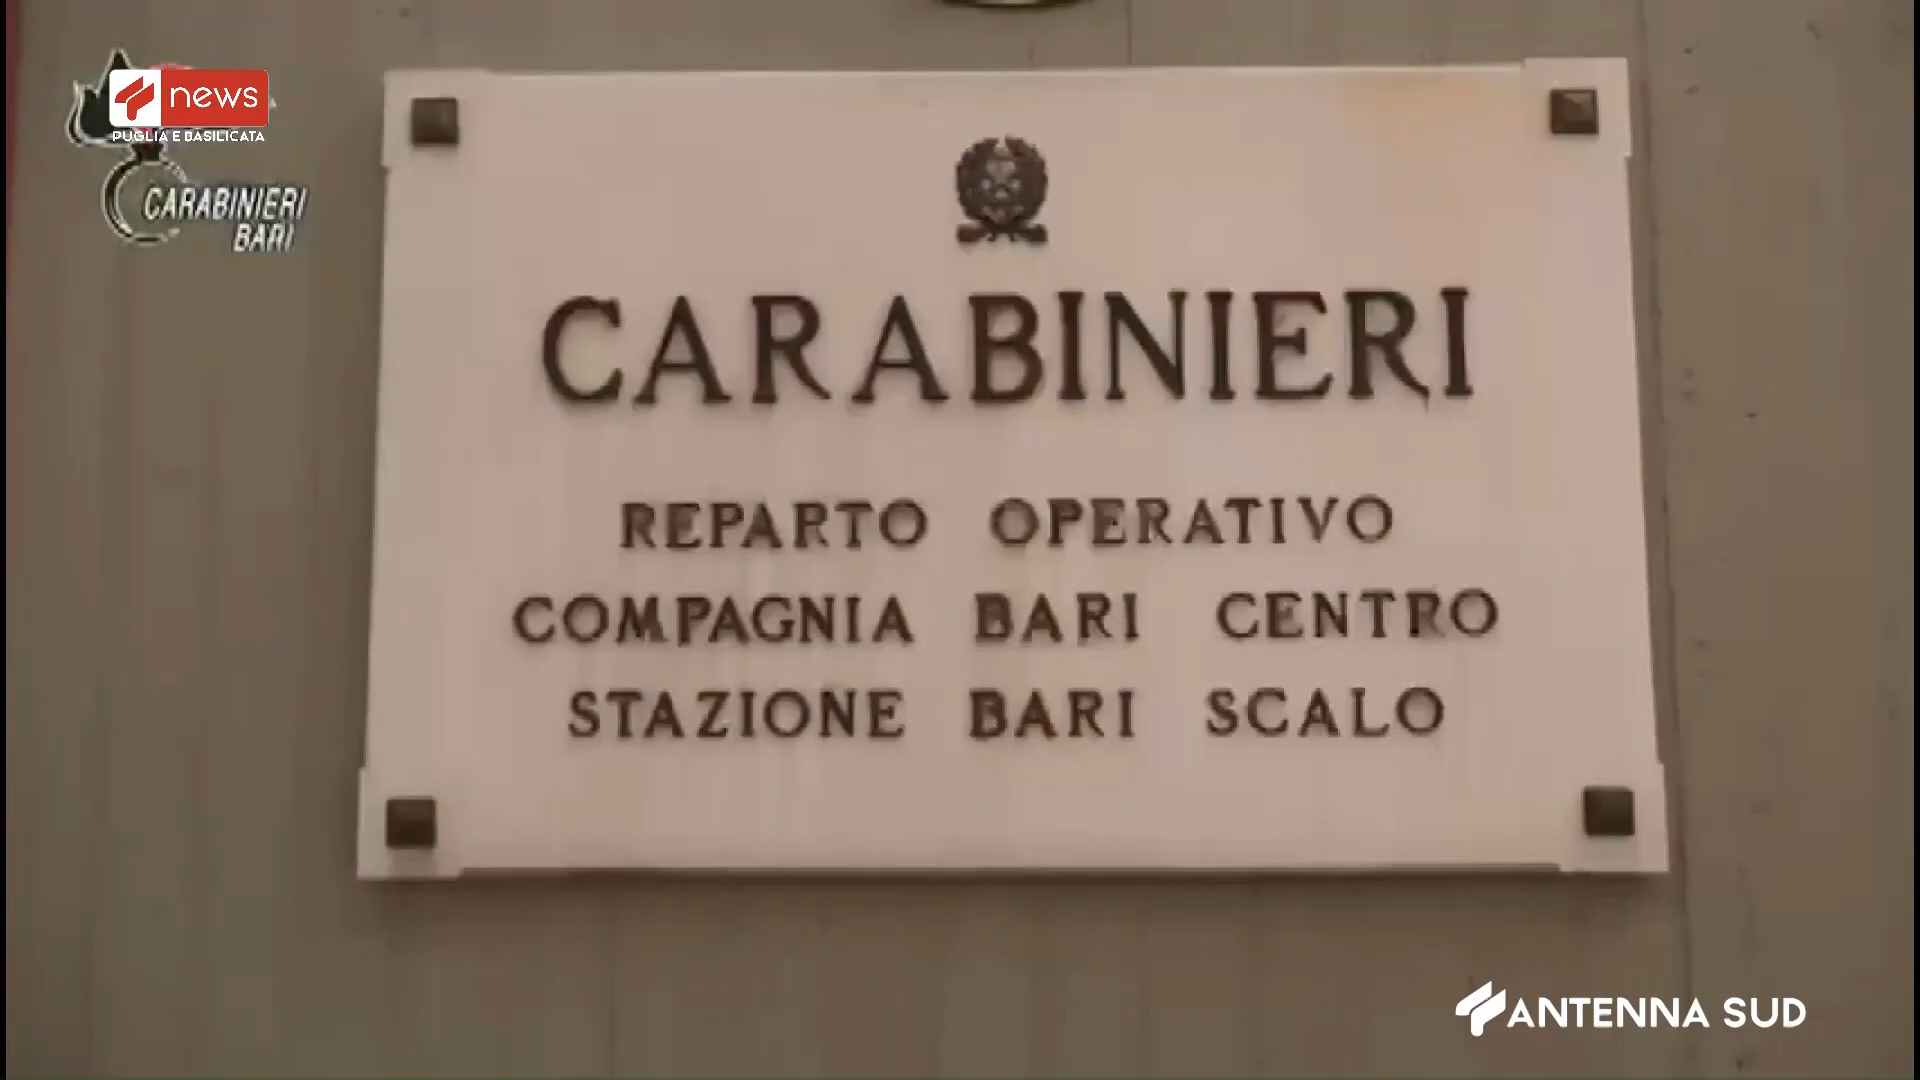 news
PUGLIA E BASILICATA
CARABINIERI
BARI
CARABINIERI
REPARTO OPERATIVO
COMPAGNIA BARI CENTRO
STAZIONE BARI SCALO
ANTENNA SUD